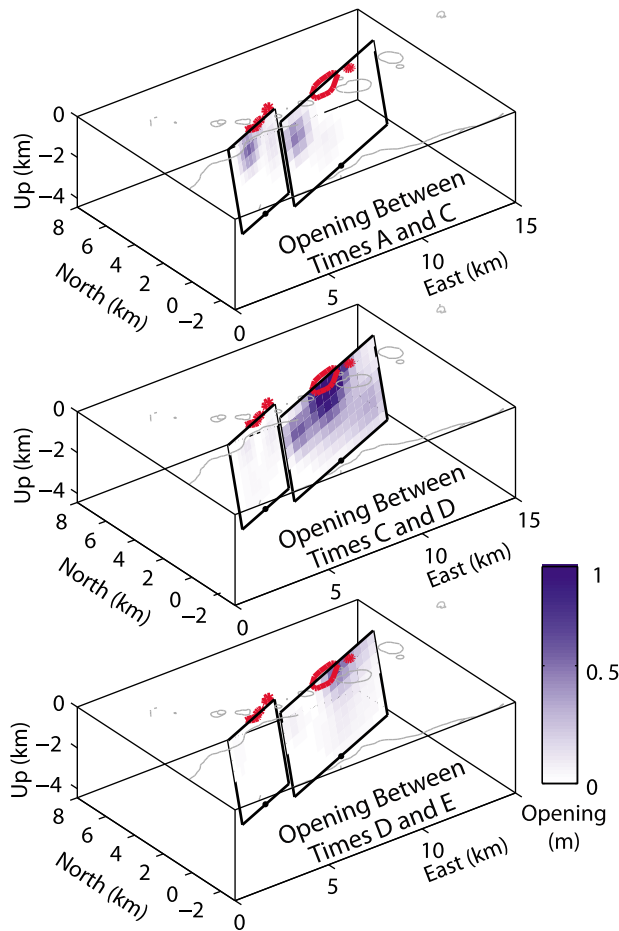 0
−2
−4
Up (km)
8
6
4
2
0
−2
North (km)
0
5
10
15
East (km)
Opening Between
Times A and C
0
−2
−4
Up (km)
8
6
4
2
0
−2
North (km)
0
5
10
15
East (km)
Opening Between
Times C and D
0
−2
−4
Up (km)
8
6
4
2
0
−2
North (km)
0
5
10
East (km)
Opening Between
Times D and E
1
0.5
0
Opening
(m)